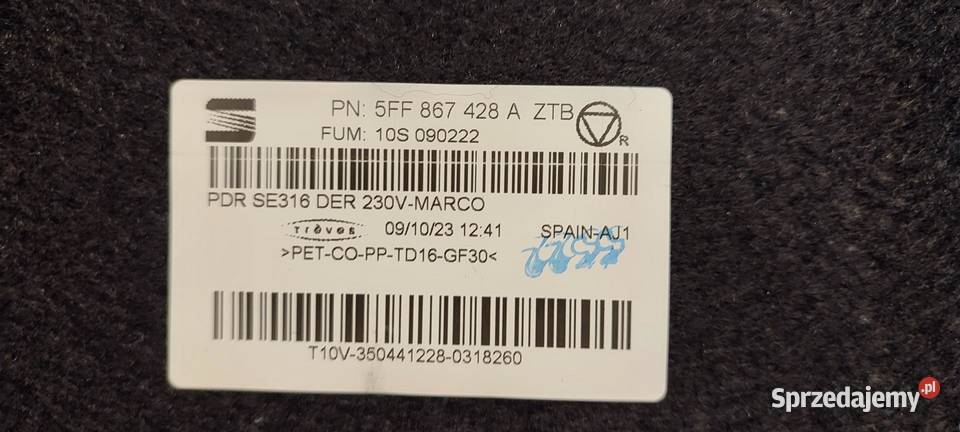 PN: 5FF 867 428 A ZTB
R
FUM: 10S 090222
PDR SE316 DER 230V-MARCO
09/10/23 12:41 SPAIN-AJ1
>PET-CO-PP-TD16-GF30<
T10V-350441228-0318260
Sprzedajemy.pl